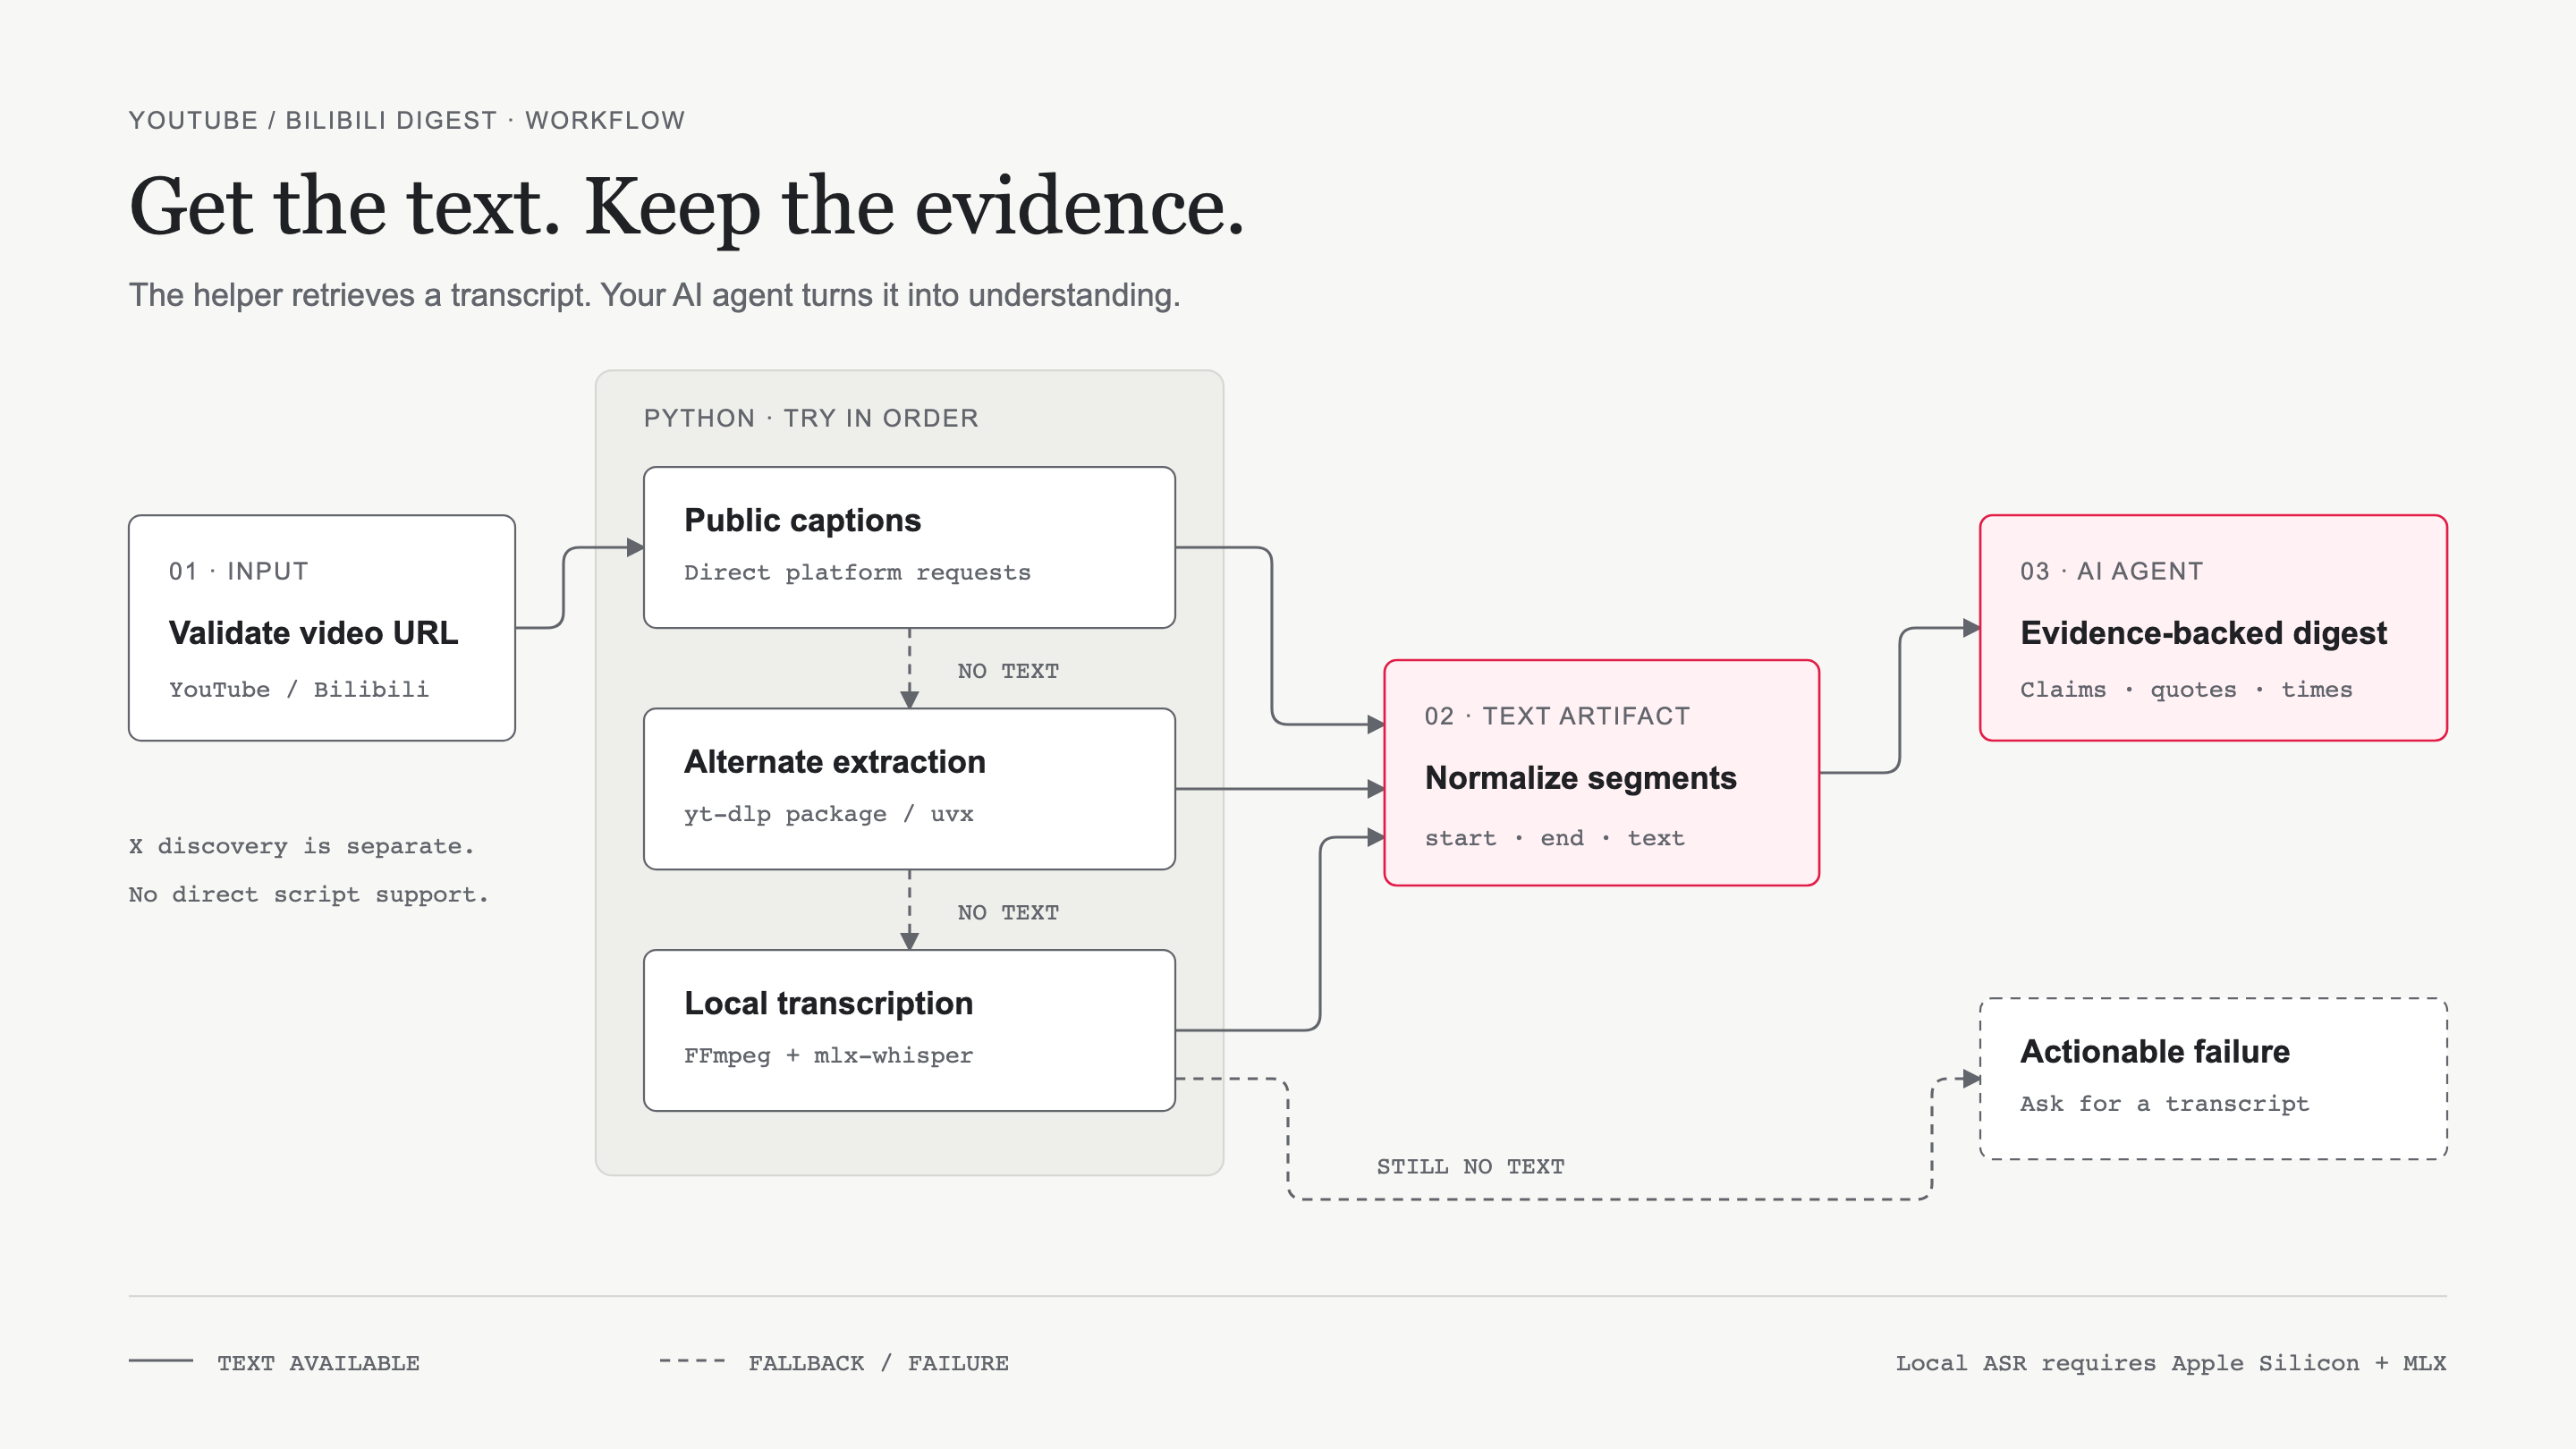 YOUTUBE / BILIBILI DIGEST · WORKFLOW
Get the text. Keep the evidence.
The helper retrieves a transcript. Your AI agent turns it into understanding.
01 · INPUT
Validate video URL
YouTube / Bilibili
X discovery is separate.
No direct script support.
PYTHON · TRY IN ORDER
Public captions
Direct platform requests
NO TEXT
Alternate extraction
yt-dlp package / uvx
NO TEXT
Local transcription
FFmpeg + mlx-whisper
02 · TEXT ARTIFACT
Normalize segments
start · end · text
03 · AI AGENT
Evidence-backed digest
Claims · quotes · times
STILL NO TEXT
Actionable failure
Ask for a transcript
TEXT AVAILABLE
FALLBACK / FAILURE
Local ASR requires Apple Silicon + MLX